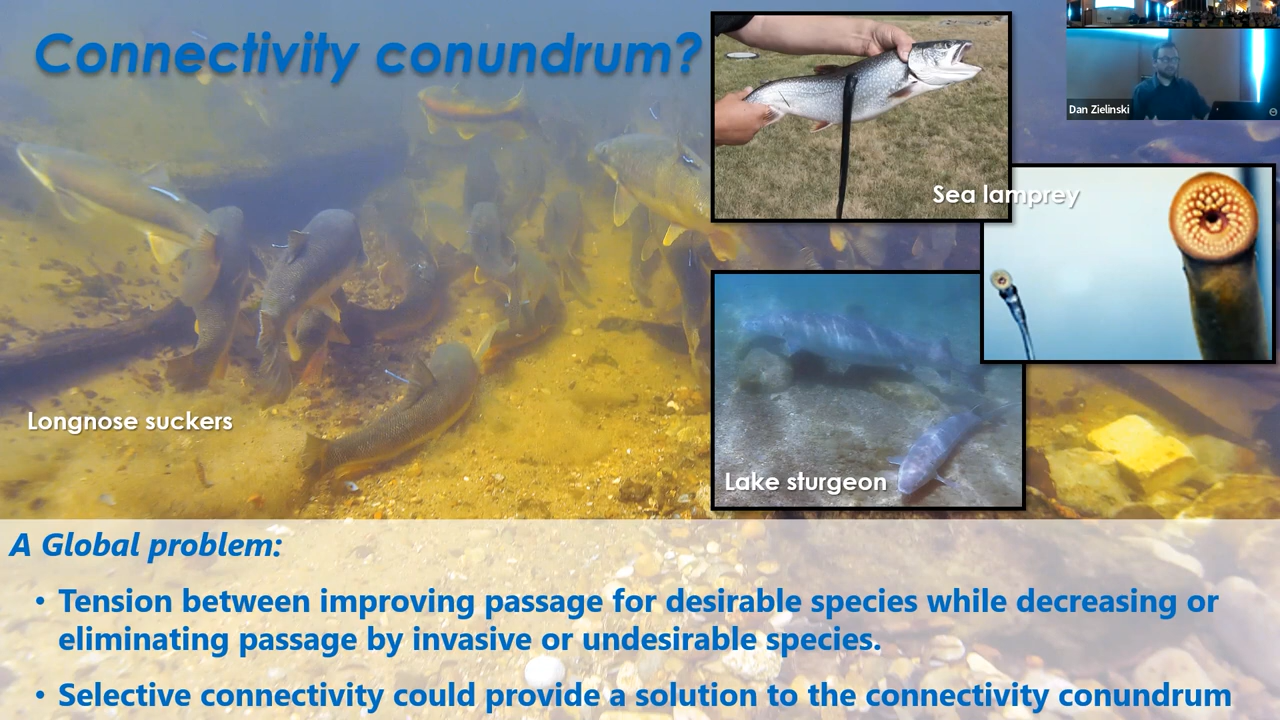 Connectivity conundrum?
Dan Zielinski
Sea lamprey
Longnose suckers
Lake sturgeon
A Global problem:
• Tension between improving passage for desirable species while decreasing or
eliminating passage by invasive or undesirable species.
• Selective connectivity could provide a solution to the connectivity conundrum